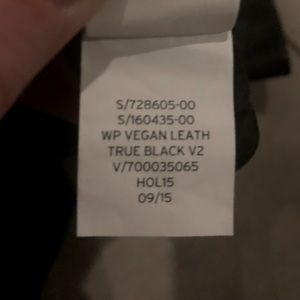 S/728605-00
S/160435-00
WP VEGAN LEATH
TRUE BLACK V2
V/700035065
HOL15
09/15